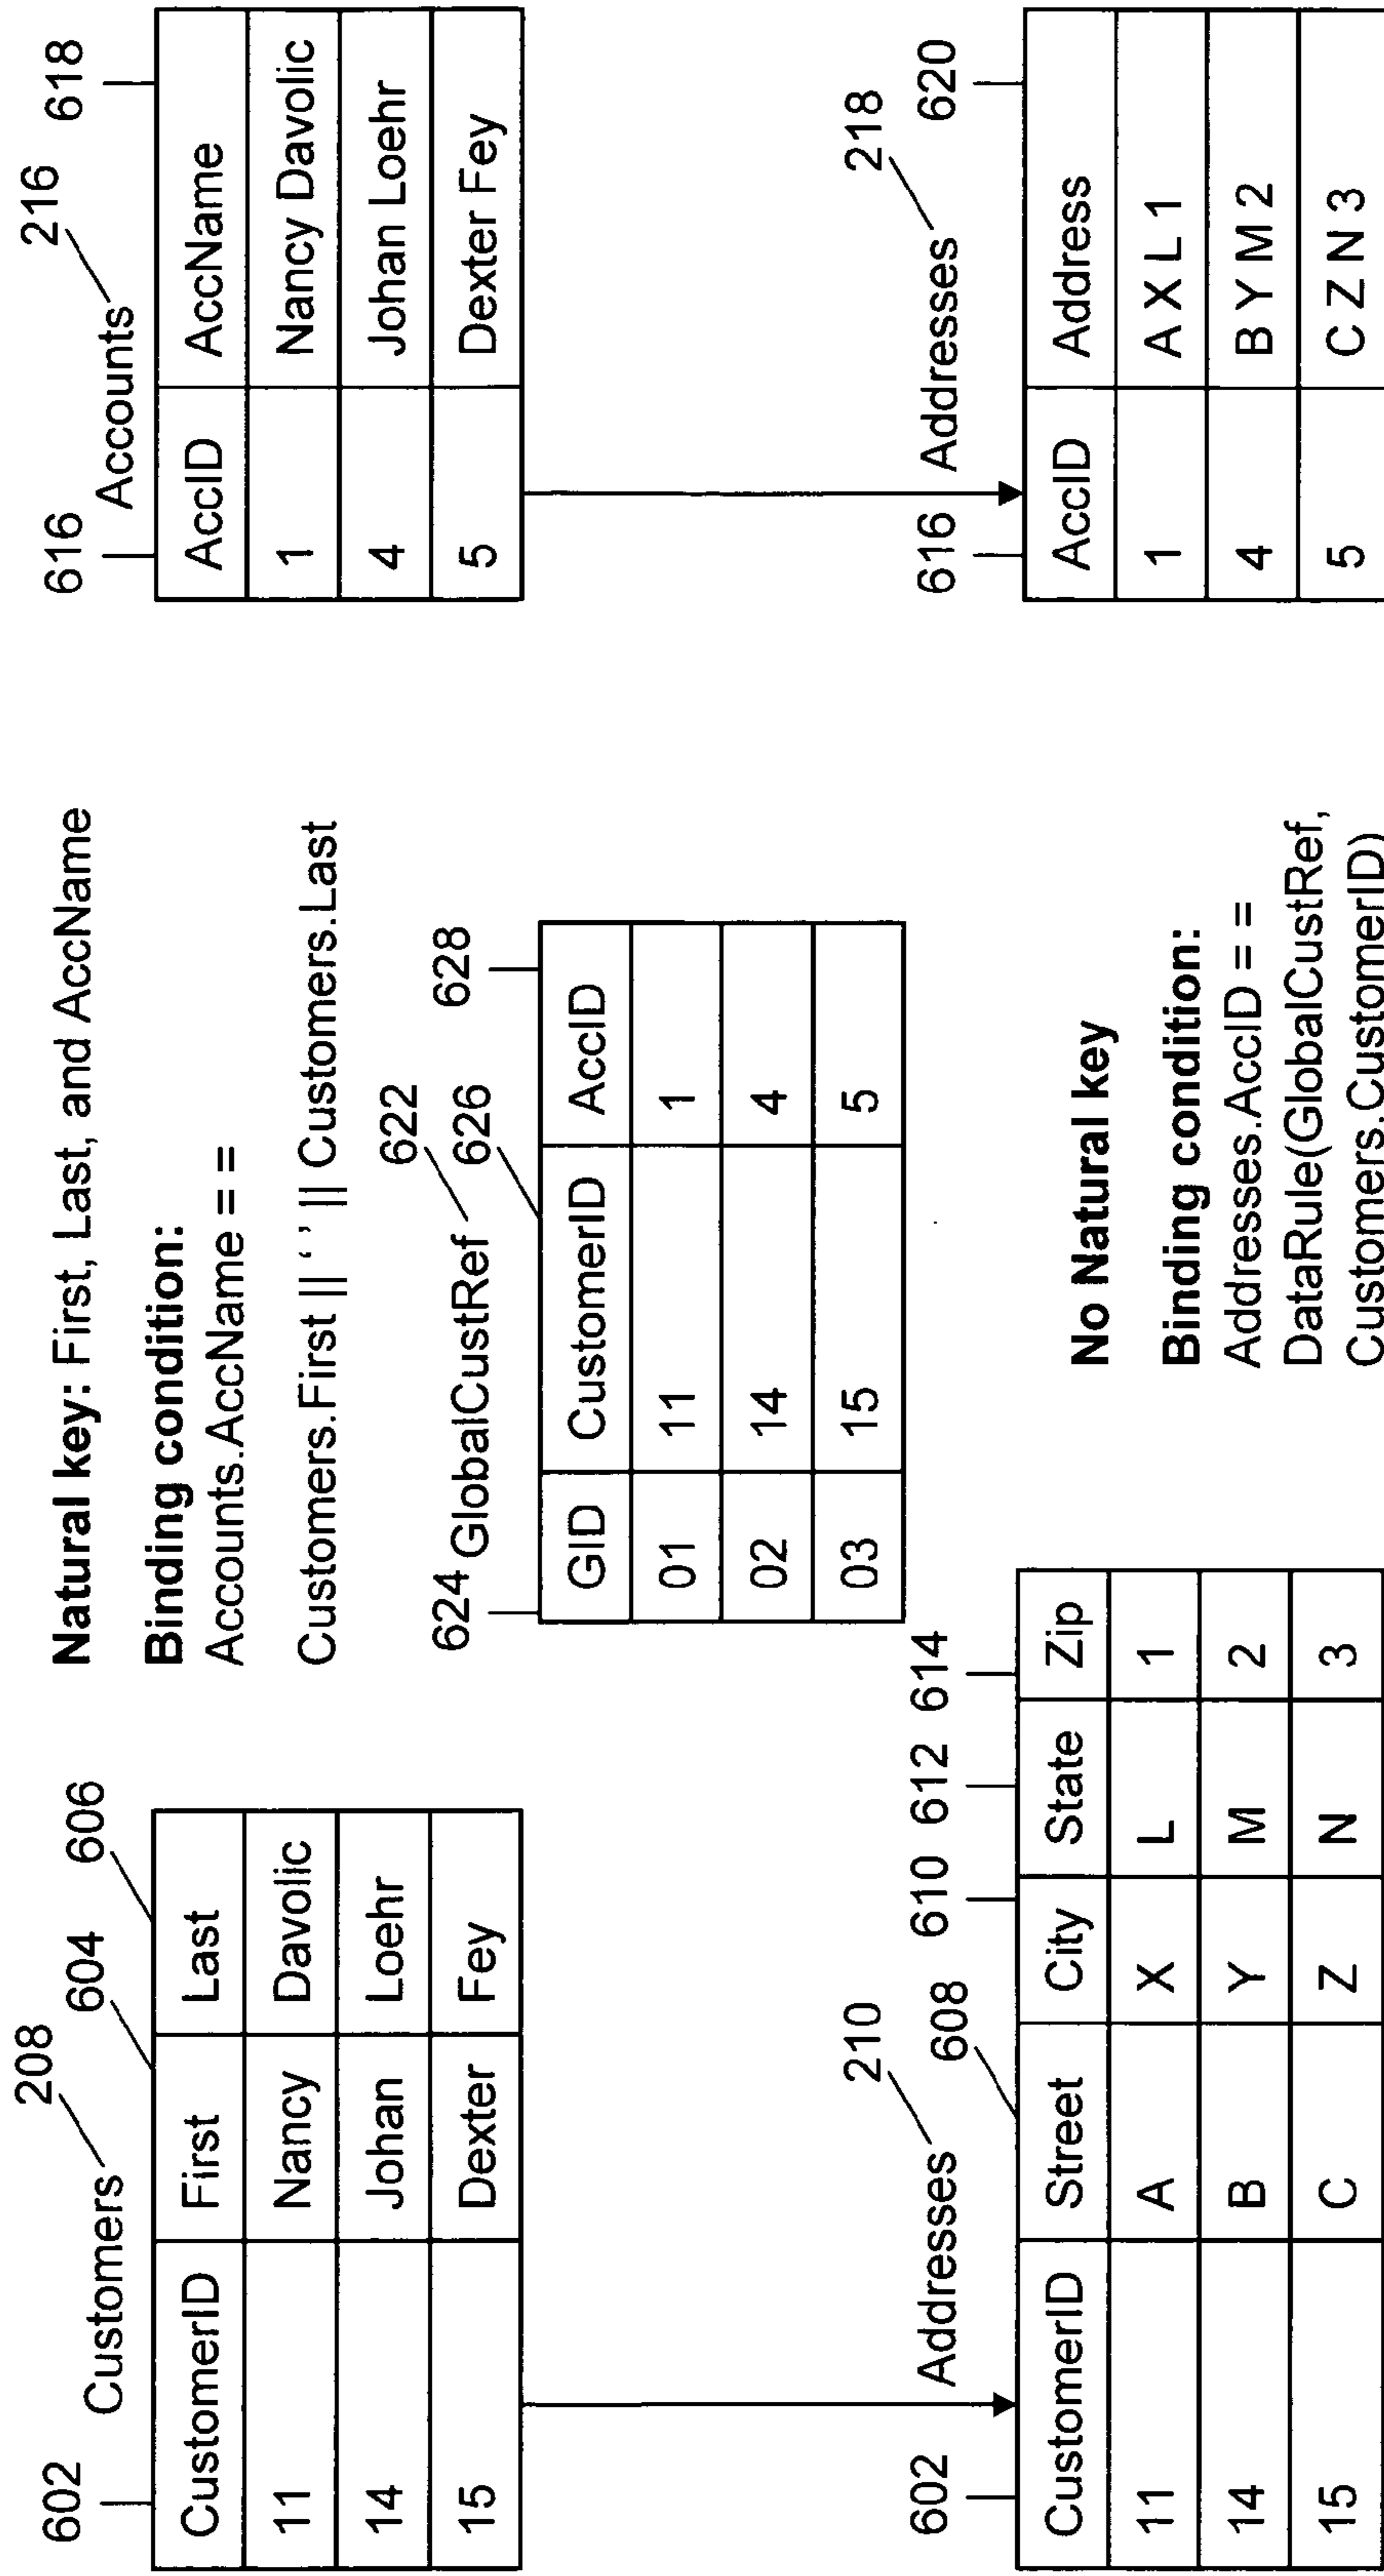 Customers 208
602 604 606
CustomerID First Last
11 Nancy Davolic
14 Johan Loehr
15 Dexter Fey
Natural key: First, Last, and AccName
Binding condition:
Accounts.AccName = =
Customers.First || ‘ ’ || Customers.Last
216
616 Accounts 618
AccID AccName
1 Nancy Davolic
4 Johan Loehr
5 Dexter Fey
622
624 GlobalCustRef 626 628
GID CustomerID AccID
01 11 1
02 14 4
03 15 5
Addresses 210
602 608 610 612 614
CustomerID Street City State Zip
11 A X L 1
14 B Y M 2
15 C Z N 3
No Natural key
Binding condition:
Addresses.AccID = =
DataRule(GlobalCustRef,
Customers.CustomerID)
218
616 Addresses 620
AccID Address
1 A X L 1
4 B Y M 2
5 C Z N 3